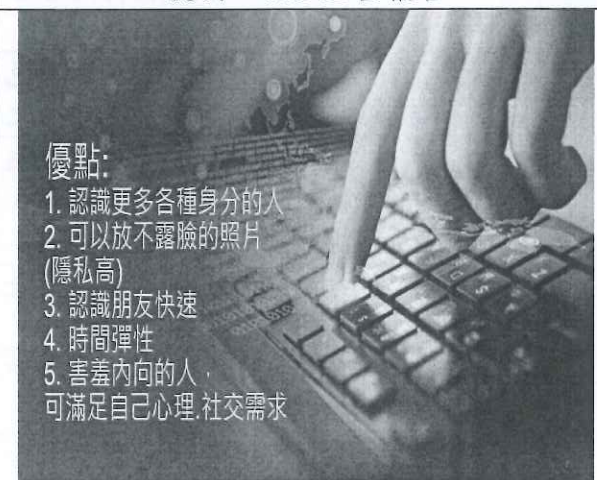 優點:
1. 認識更多各種身分的人
2. 可以放不露臉的照片
(隱私高)
3. 認識朋友快速
4. 時間彈性
5. 害羞內向的人，
可滿足自己心理.社交需求